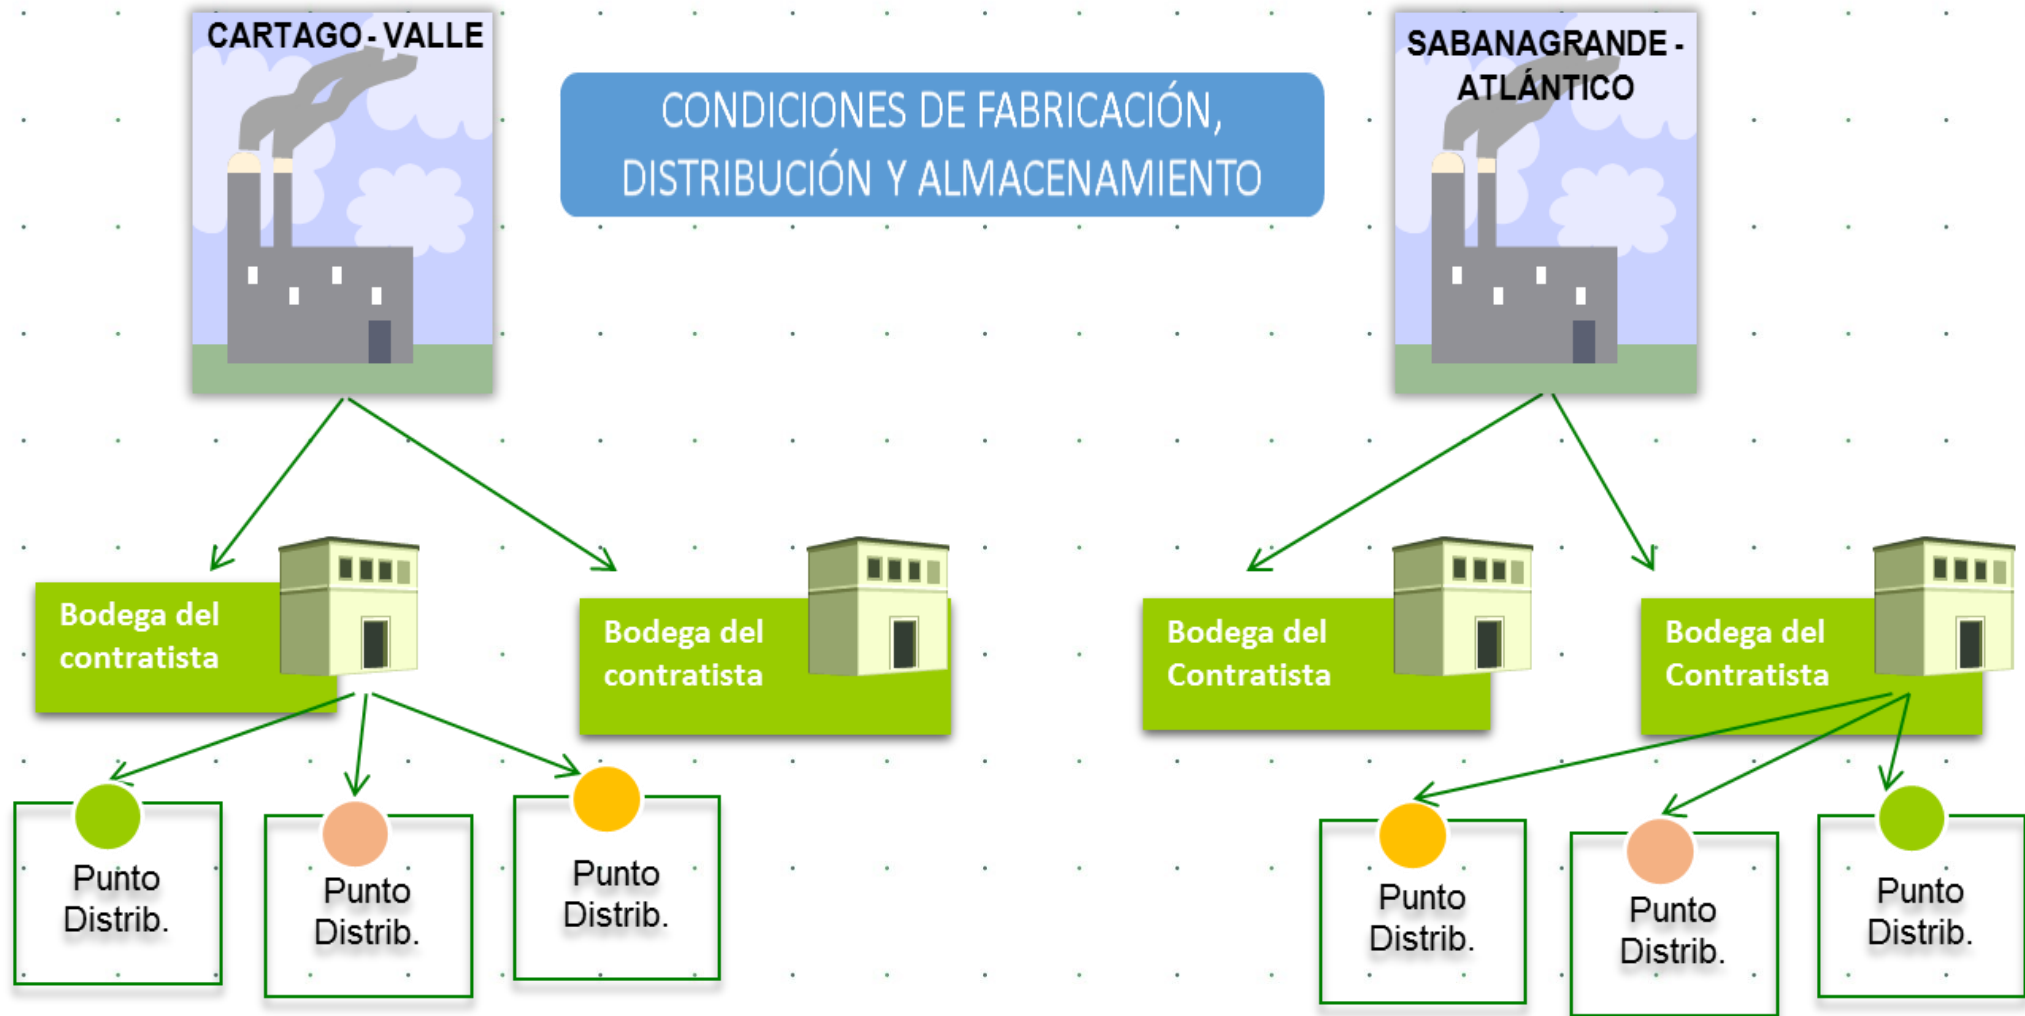 CARTAGO - VALLE
SABANAGRANDE -
ATLÁNTICO
CONDICIONES DE FABRICACIÓN,
DISTRIBUCIÓN Y ALMACENAMIENTO
Bodega del
contratista
Bodega del
contratista
Bodega del
Contratista
Bodega del
Contratista
Punto
Distrib.
Punto
Distrib.
Punto
Distrib.
Punto
Distrib.
Punto
Distrib.
Punto
Distrib.